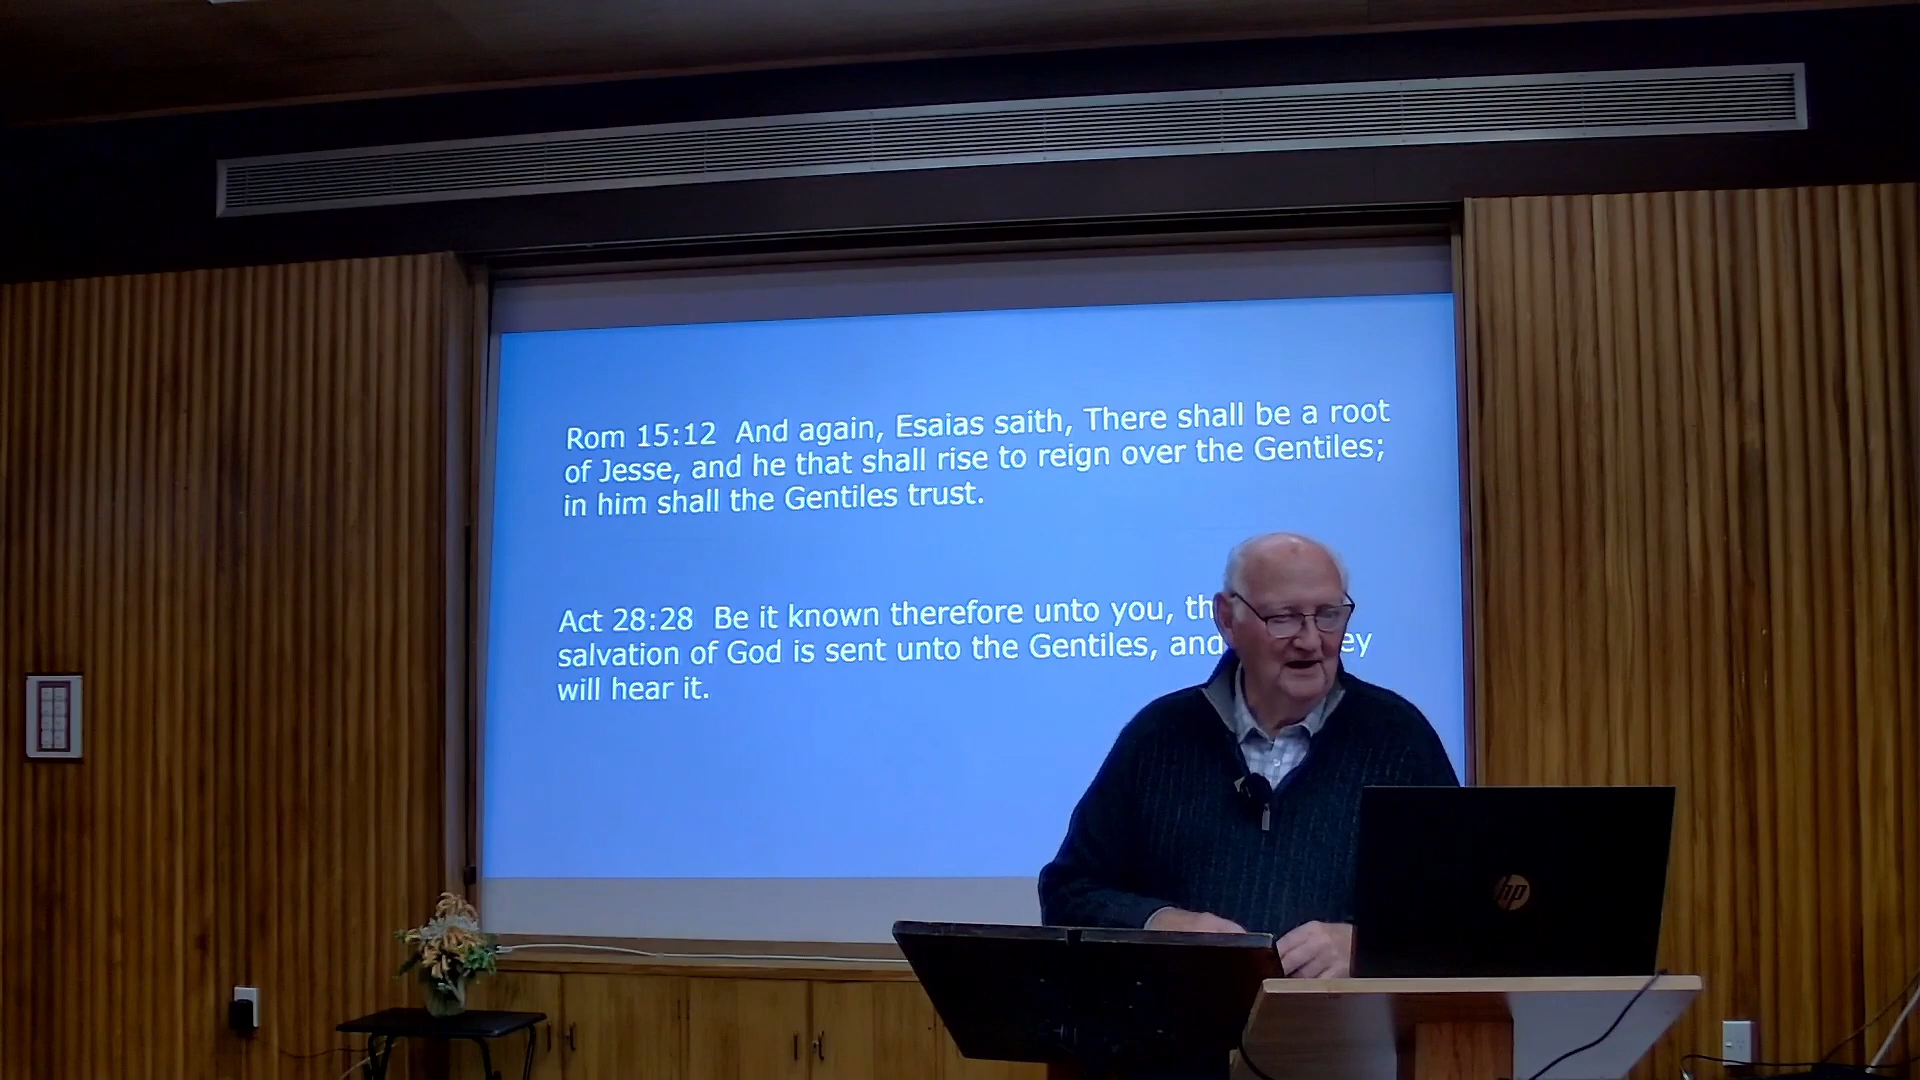 Rom 15:12 And again, Esaias saith, There shall be a root
of Jesse, and he that shall rise to reign over the Gentiles;
in him shall the Gentiles trust.
Act 28:28 Be it known therefore unto you, th
salvation of God is sent unto the Gentiles, and ey
will hear it.
hp